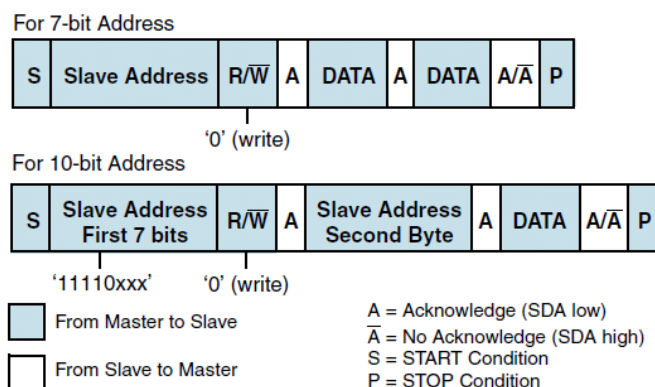 For 7-bit Address
S Slave Address R/W̅ A DATA A DATA A/A̅ P
‘0’ (write)
For 10-bit Address
S Slave Address First 7 bits R/W̅ A Slave Address Second Byte A DATA A/A̅ P
‘11110xxx’ ‘0’ (write)
From Master to Slave
From Slave to Master
A = Acknowledge (SDA low)
A̅ = No Acknowledge (SDA high)
S = START Condition
P = STOP Condition